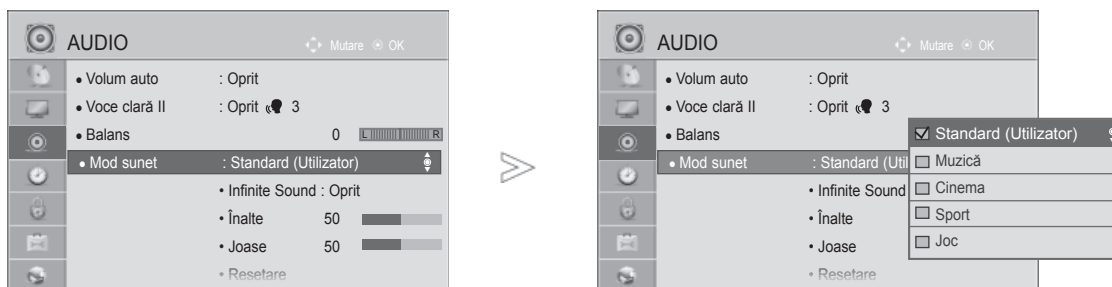 AUDIO Mutare OK
• Volum auto : Oprit
• Voce clară II : Oprit 3
• Balans 0 L R
• Mod sunet : Standard (Utilizator)
• Infinite Sound : Oprit
• Înalte 50
• Joase 50
• Resetare
AUDIO Mutare OK
• Volum auto : Oprit
• Voce clară II : Oprit 3
• Balans
• Mod sunet : Standard (Util
• Infinite Sound
• Înalte
• Joase
• Resetare
Standard (Utilizator)
Muzică
Cinema
Sport
Joc